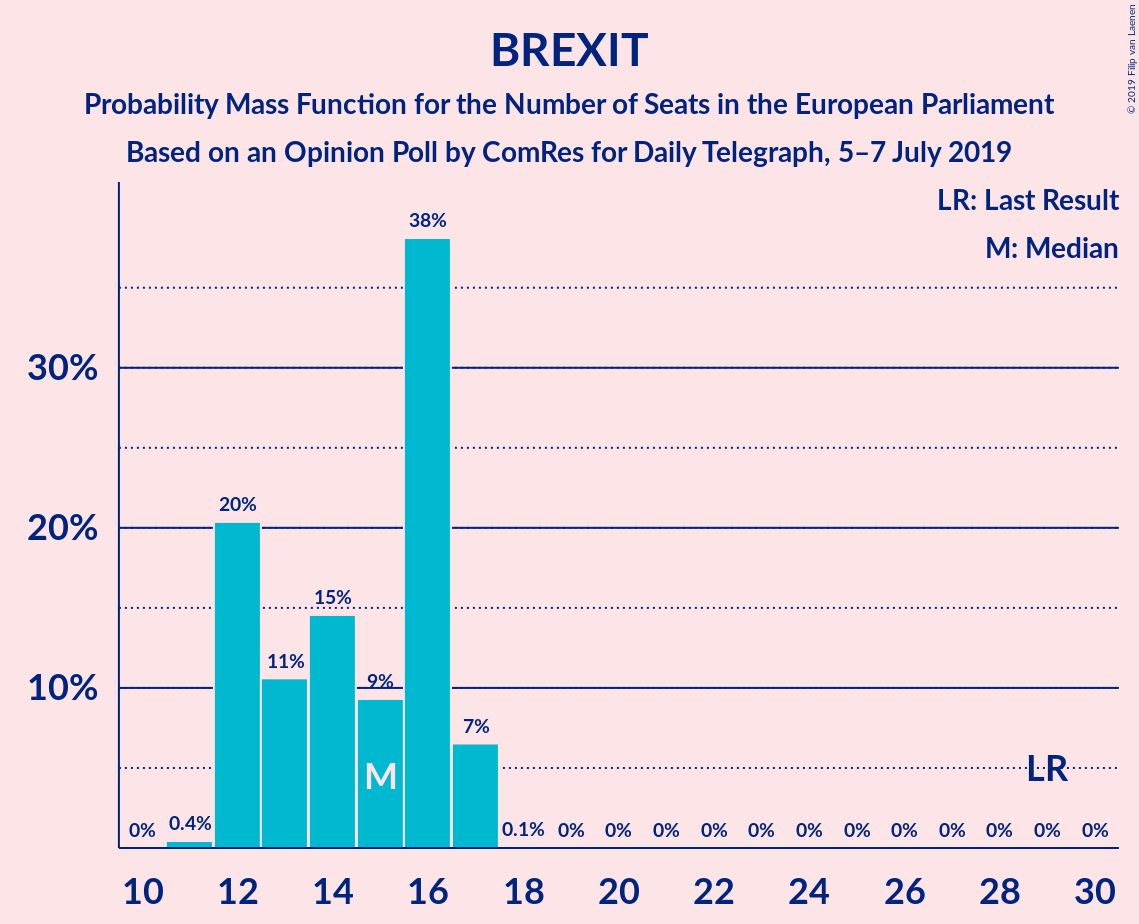 BREXIT
Probability Mass Function for the Number of Seats in the European Parliament
Based on an Opinion Poll by ComRes for Daily Telegraph, 5–7 July 2019
© 2019 Filip van Laenen
LR: Last Result
M: Median
38%
30%
20%
20%
15%
11%
10%
9%
7%
M
LR
0% 0.4% 0.1% 0% 0% 0% 0% 0% 0% 0% 0% 0% 0% 0% 0%
10 12 14 16 18 20 22 24 26 28 30